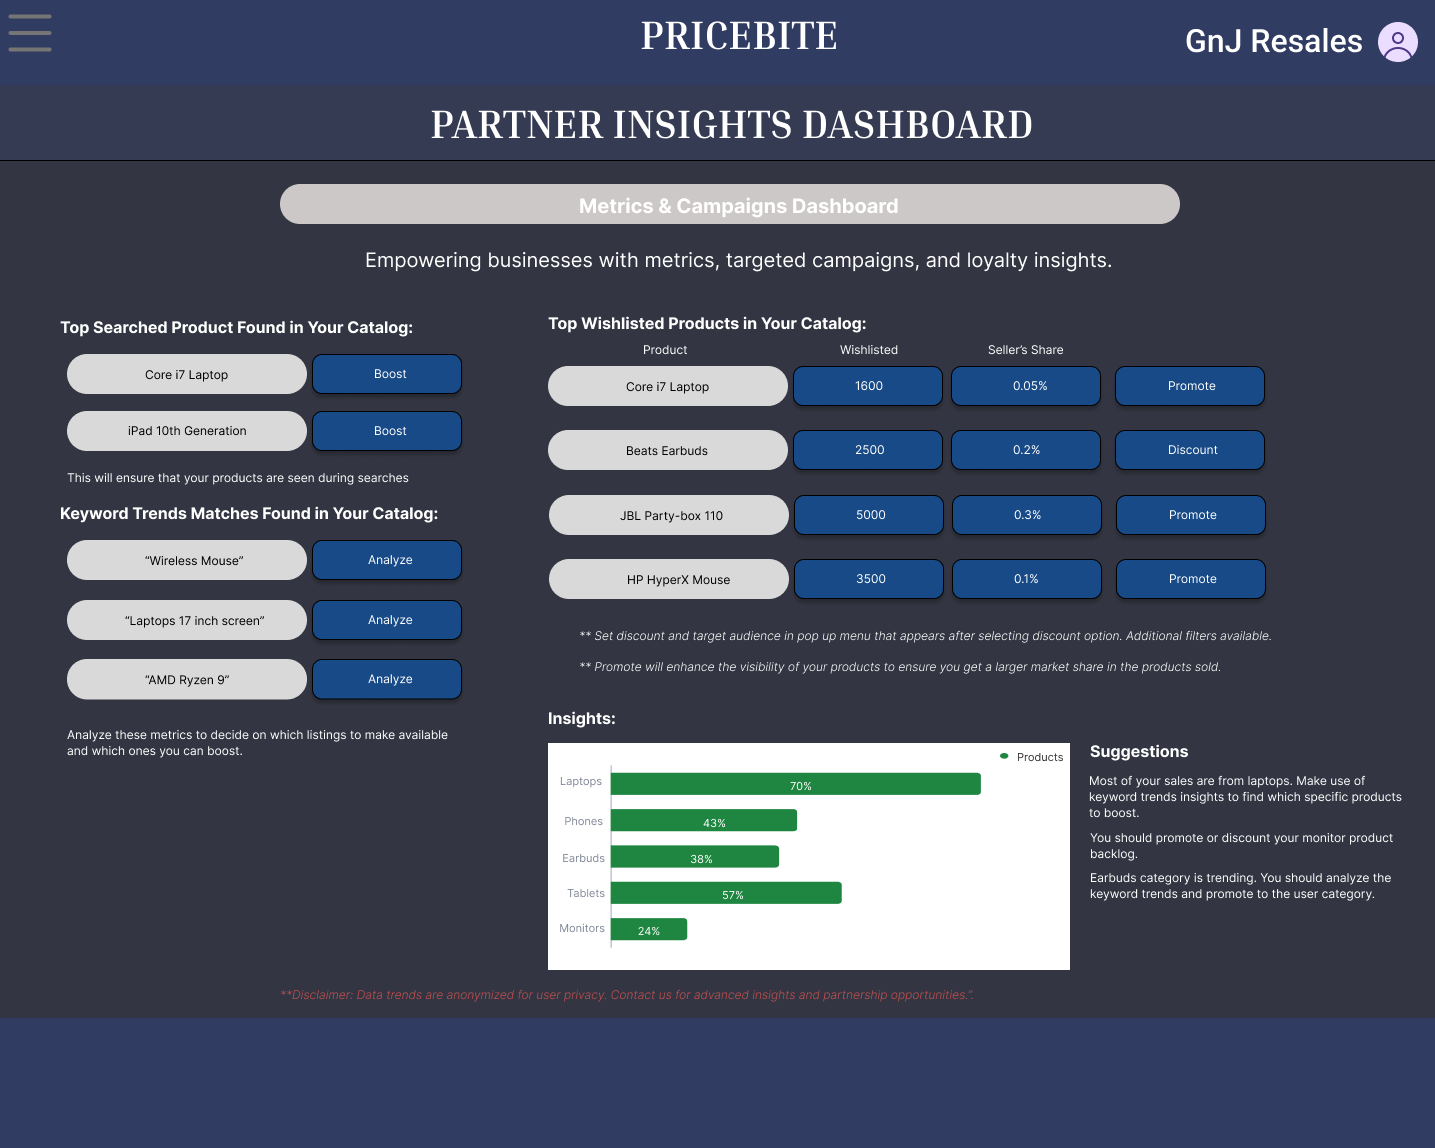 PRICEBITE
GnJ Resales
PARTNER INSIGHTS DASHBOARD
Metrics & Campaigns Dashboard
Empowering businesses with metrics, targeted campaigns, and loyalty insights.
Top Searched Product Found in Your Catalog:
Core i7 Laptop Boost
iPad 10th Generation Boost
This will ensure that your products are seen during searches
Keyword Trends Matches Found in Your Catalog:
“Wireless Mouse” Analyze
“Laptops 17 inch screen” Analyze
“AMD Ryzen 9” Analyze
Analyze these metrics to decide on which listings to make available
and which ones you can boost.
Top Wishlisted Products in Your Catalog:
Product Wishlisted Seller’s Share
Core i7 Laptop 1600 0.05% Promote
Beats Earbuds 2500 0.2% Discount
JBL Party-box 110 5000 0.3% Promote
HP HyperX Mouse 3500 0.1% Promote
** Set discount and target audience in pop up menu that appears after selecting discount option. Additional filters available.
** Promote will enhance the visibility of your products to ensure you get a larger market share in the products sold.
Insights:
Products
Laptops 70%
Phones 43%
Earbuds 38%
Tablets 57%
Monitors 24%
Suggestions
Most of your sales are from laptops. Make use of
keyword trends insights to find which specific products
to boost.
You should promote or discount your monitor product
backlog.
Earbuds category is trending. You should analyze the
keyword trends and promote to the user category.
**Disclaimer: Data trends are anonymized for user privacy. Contact us for advanced insights and partnership opportunities.”.